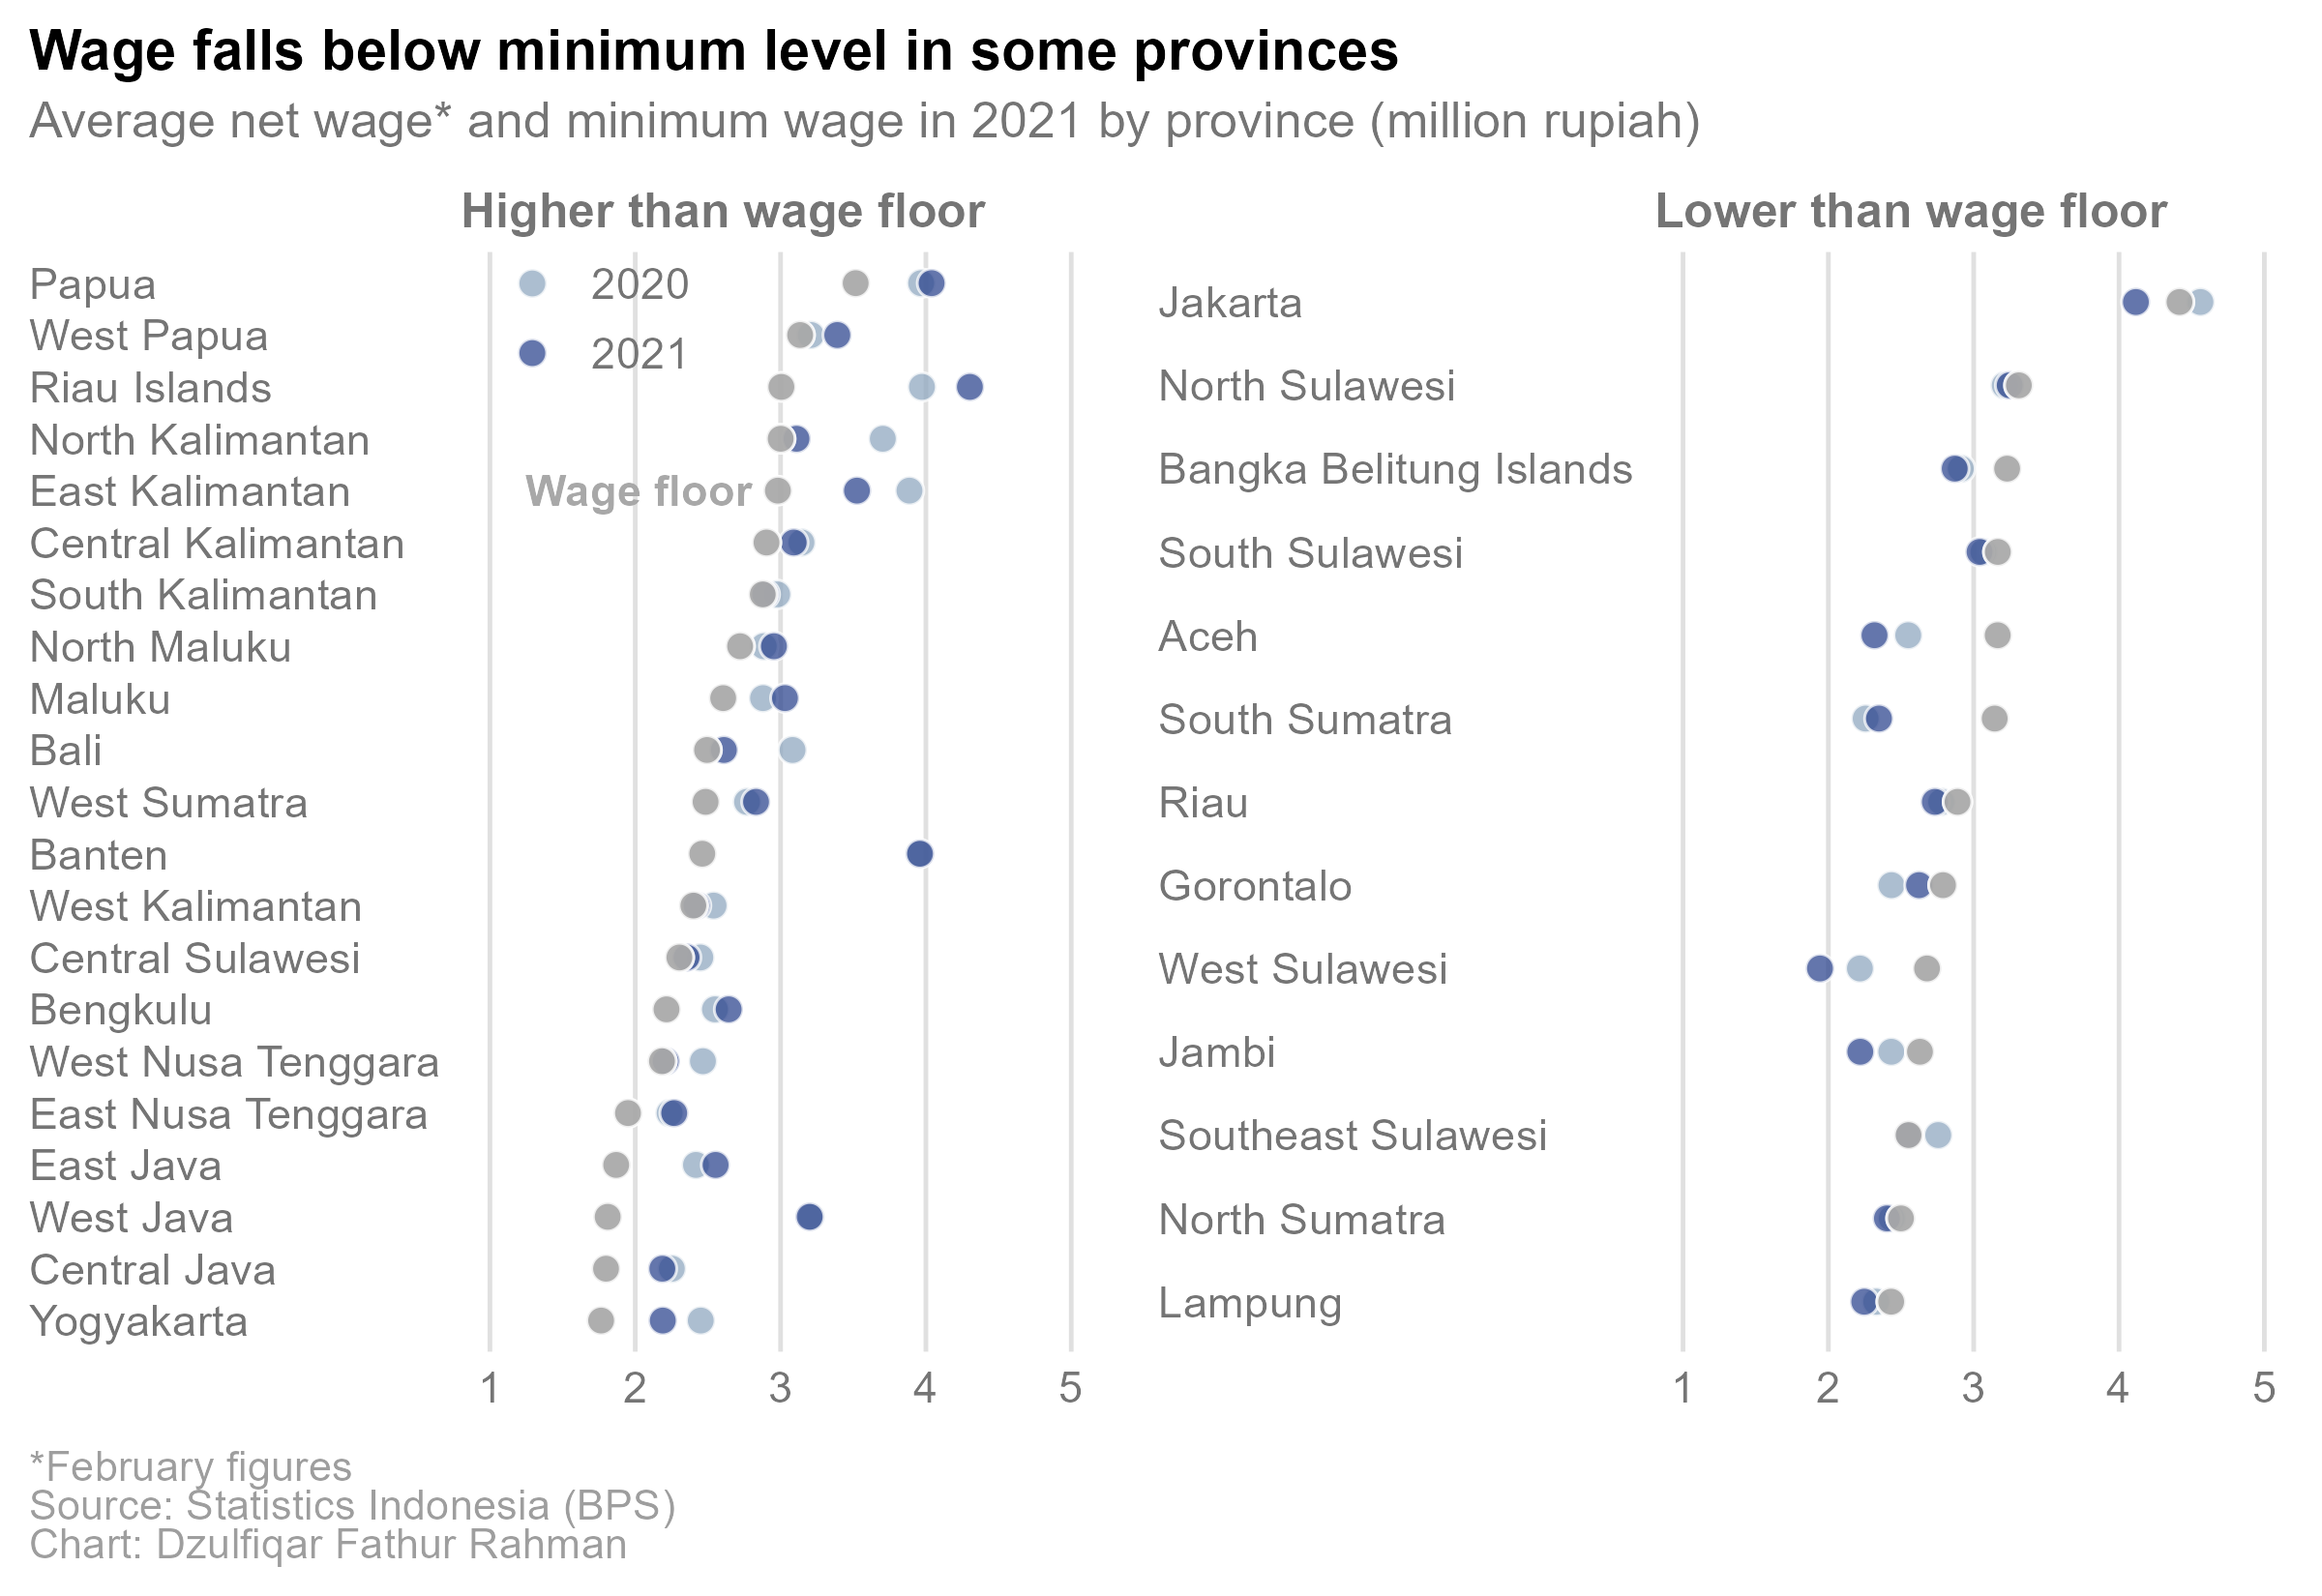 Wage falls below minimum level in some provinces
Average net wage* and minimum wage in 2021 by province (million rupiah)
Higher than wage floor
Papua
West Papua
Riau Islands
North Kalimantan
East Kalimantan
Central Kalimantan
South Kalimantan
North Maluku
Maluku
Bali
West Sumatra
Banten
West Kalimantan
Central Sulawesi
Bengkulu
West Nusa Tenggara
East Nusa Tenggara
East Java
West Java
Central Java
Yogyakarta
2020
2021
Wage floor
1 2 3 4 5
Lower than wage floor
Jakarta
North Sulawesi
Bangka Belitung Islands
South Sulawesi
Aceh
South Sumatra
Riau
Gorontalo
West Sulawesi
Jambi
Southeast Sulawesi
North Sumatra
Lampung
1 2 3 4 5
*February figures
Source: Statistics Indonesia (BPS)
Chart: Dzulfiqar Fathur Rahman